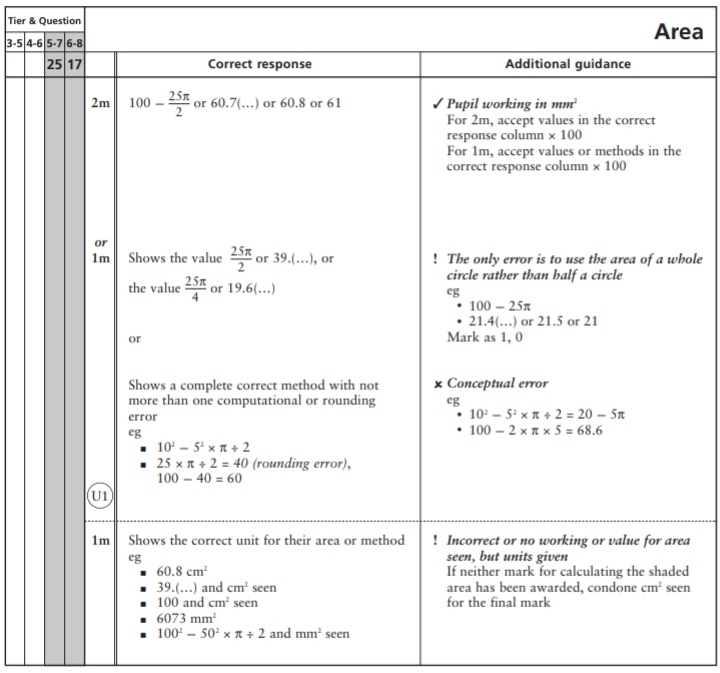 Tier & Question
3-5 4-6 5-7 6-8
Area
25 17
Correct response
Additional guidance
2m
100 – 25π/2 or 60.7(...) or 60.8 or 61
✓ Pupil working in mm²
For 2m, accept values in the correct
response column × 100
For 1m, accept values or methods in the
correct response column × 100
or
1m
Shows the value 25π/2 or 39.(...), or
the value 25π/4 or 19.6(...)
or
! The only error is to use the area of a whole
circle rather than half a circle
eg
• 100 – 25π
• 21.4(...) or 21.5 or 21
Mark as 1, 0
Shows a complete correct method with not
more than one computational or rounding
error
eg
■ 10² – 5² × π ÷ 2
■ 25 × π ÷ 2 = 40 (rounding error),
100 – 40 = 60
✗ Conceptual error
eg
• 10² – 5² × π ÷ 2 = 20 – 5π
• 100 – 2 × π × 5 = 68.6
U1
1m
Shows the correct unit for their area or method
eg
■ 60.8 cm²
■ 39.(...) and cm² seen
■ 100 and cm² seen
■ 6073 mm²
■ 100² – 50² × π ÷ 2 and mm² seen
! Incorrect or no working or value for area
seen, but units given
If neither mark for calculating the shaded
area has been awarded, condone cm² seen
for the final mark